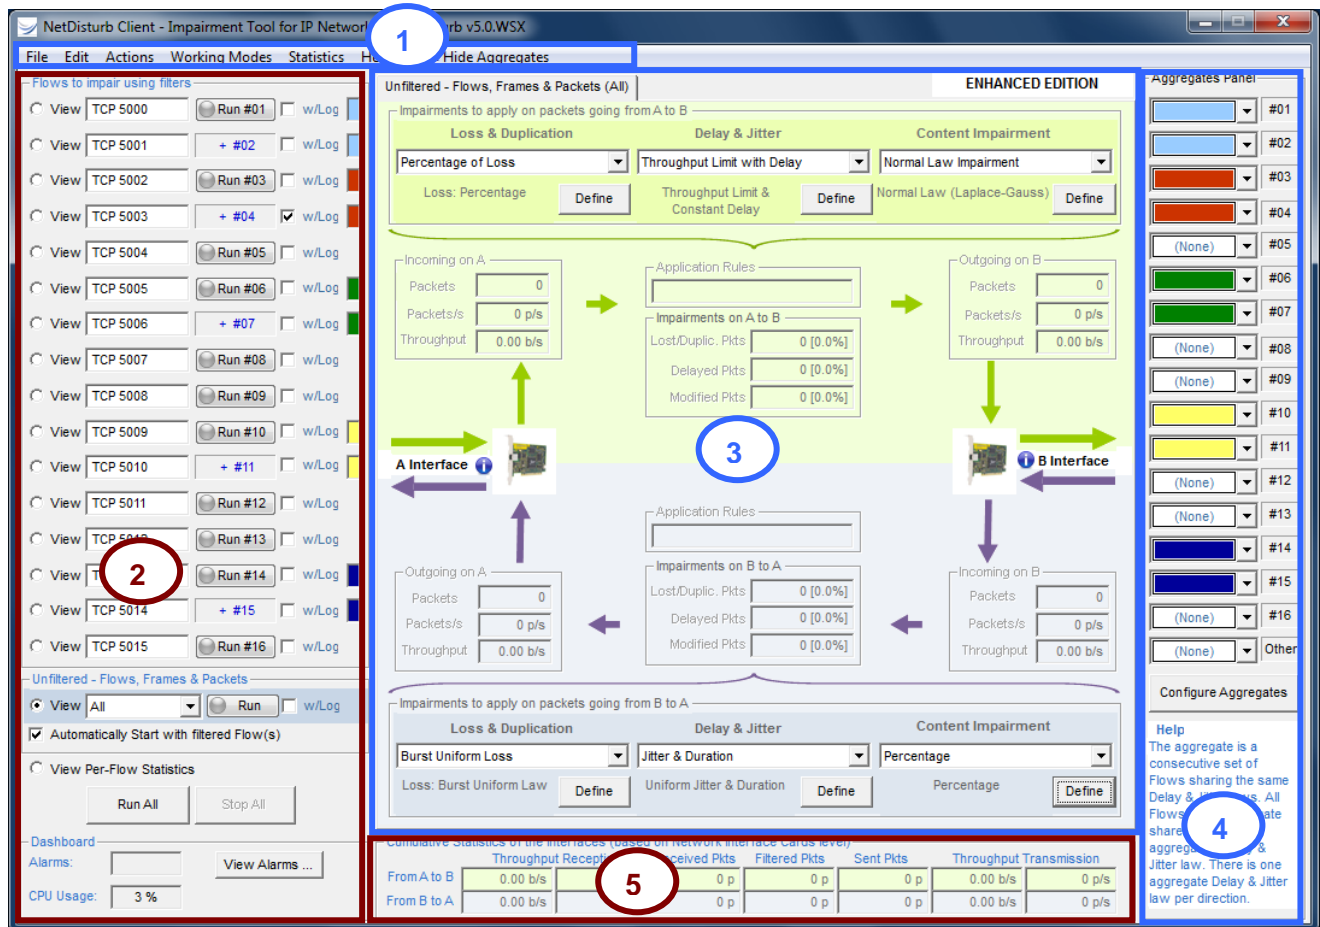 NetDisturb Client - Impairment Tool for IP Networ rb v5.0.WSX
1
File Edit Actions Working Modes Statistics Hide Aggregates
Flows to impair using filters
View TCP 5000 Run #01 w/Log
View TCP 5001 + #02 w/Log
View TCP 5002 Run #03 w/Log
View TCP 5003 + #04 w/Log
View TCP 5004 Run #05 w/Log
View TCP 5005 Run #06 w/Log
View TCP 5006 + #07 w/Log
View TCP 5007 Run #08 w/Log
View TCP 5008 Run #09 w/Log
View TCP 5009 Run #10 w/Log
View TCP 5010 + #11 w/Log
View TCP 5011 Run #12 w/Log
View Run #13 w/Log
View Run #14 w/Log
2
View TCP 5014 + #15 w/Log
View TCP 5015 Run #16 w/Log
Unfiltered - Flows, Frames & Packets
View All Run w/Log
Automatically Start with filtered Flow(s)
View Per-Flow Statistics
Run All Stop All
Dashboard
Alarms: View Alarms ...
CPU Usage: 3 %
Unfiltered - Flows, Frames & Packets (All)
ENHANCED EDITION
Impairments to apply on packets going from A to B
Loss & Duplication Delay & Jitter Content Impairment
Percentage of Loss Throughput Limit with Delay Normal Law Impairment
Loss: Percentage Define Throughput Limit & Constant Delay Define Normal Law (Laplace-Gauss) Define
Incoming on A
Packets 0
Packets/s 0 p/s
Throughput 0.00 b/s
Application Rules
Impairments on A to B
Lost/Duplic. Pkts 0 [0.0%]
Delayed Pkts 0 [0.0%]
Modified Pkts 0 [0.0%]
Outgoing on B
Packets 0
Packets/s 0 p/s
Throughput 0.00 b/s
3
A Interface
B Interface
Application Rules
Outgoing on A
Packets 0
Packets/s 0 p/s
Throughput 0.00 b/s
Impairments on B to A
Lost/Duplic. Pkts 0 [0.0%]
Delayed Pkts 0 [0.0%]
Modified Pkts 0 [0.0%]
Incoming on B
Packets 0
Packets/s 0 p/s
Throughput 0.00 b/s
Impairments to apply on packets going from B to A
Loss & Duplication Delay & Jitter Content Impairment
Burst Uniform Loss Jitter & Duration Percentage
Loss: Burst Uniform Law Define Uniform Jitter & Duration Define Percentage Define
Cumulative Statistics of the Interfaces (based on Network Interface Cards level)
Throughput Recepti ceived Pkts Filtered Pkts Sent Pkts Throughput Transmission
From A to B 0.00 b/s 0 p 0 p 0 p 0.00 b/s 0 p/s
From B to A 0.00 b/s 0 p 0 p 0 p 0.00 b/s 0 p/s
5
Aggregates Panel
#01
#02
#03
#04
(None) #05
#06
#07
(None) #08
(None) #09
#10
#11
(None) #12
(None) #13
#14
#15
(None) #16
(None) Other
Configure Aggregates
Help
The aggregate is a
consecutive set of
Flows sharing the same
Delay & ws. All
Flows ate
share
aggreg &
Jitter law. There is one
aggregate Delay & Jitter
law per direction.
4